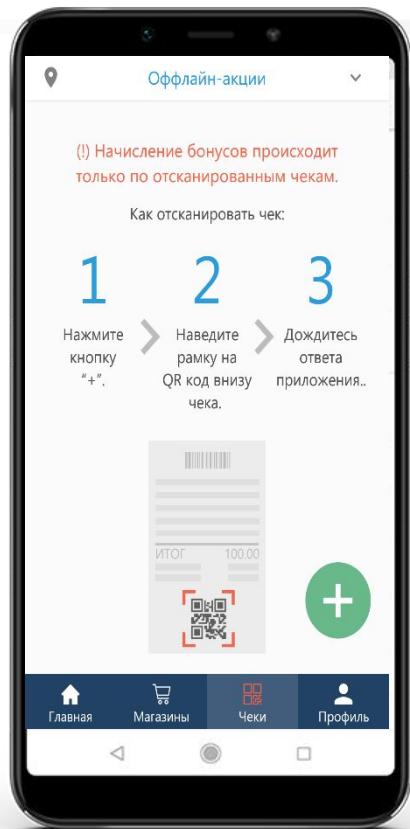 Оффлайн-акции
(!) Начисление бонусов происходит
только по отсканированным чекам.
Как отсканировать чек:
1 2 3
Нажмите
кнопку
"+".
Наведите
рамку на
QR код внизу
чека.
Дождитесь
ответа
приложения..
ИТОГ 100.00
+
Главная Магазины Чеки Профиль